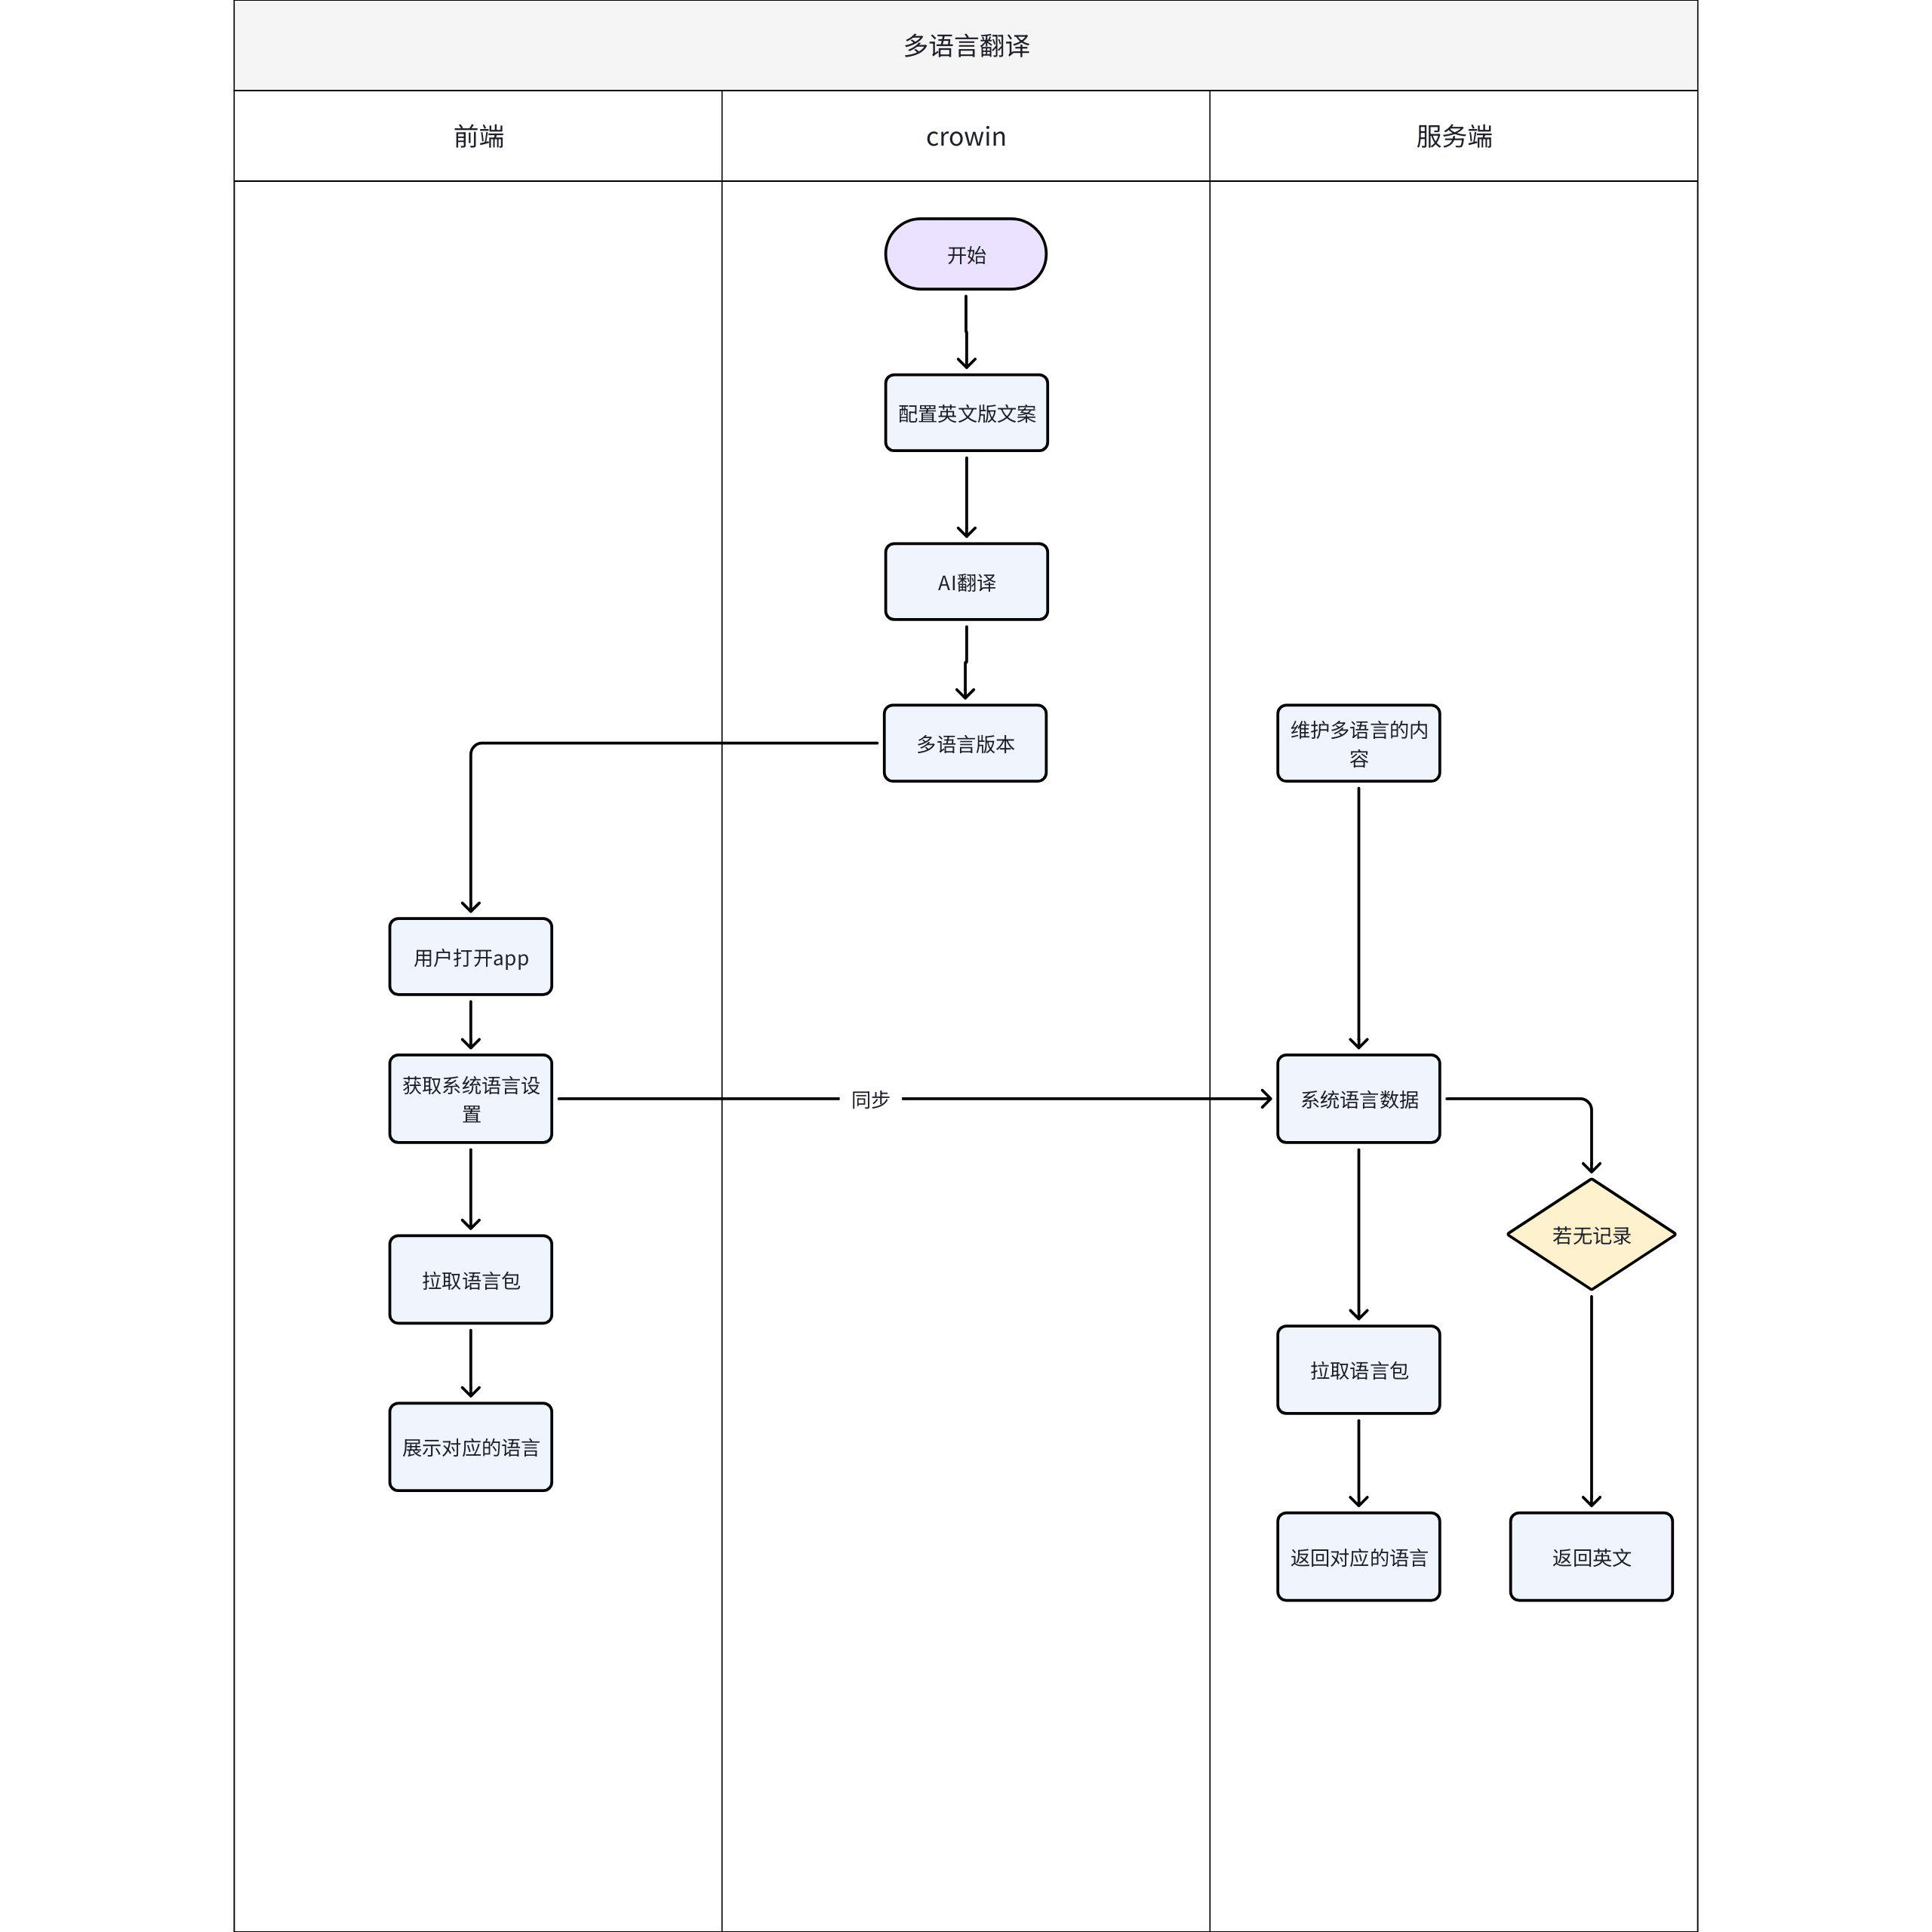 多语言翻译
前端
crowin
服务端
开始
配置英文版文案
AI翻译
多语言版本
维护多语言的内
容
用户打开app
获取系统语言设
置
同步
系统语言数据
若无记录
拉取语言包
拉取语言包
展示对应的语言
返回对应的语言
返回英文